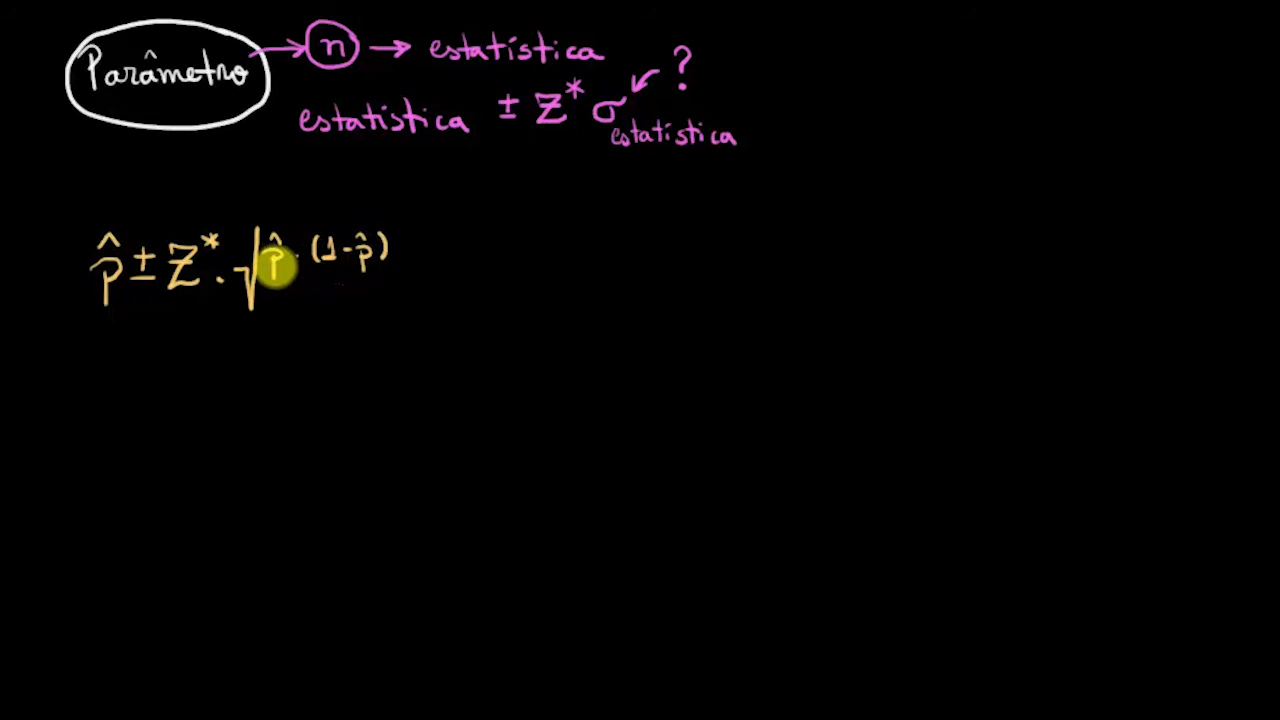 Parâmetro → n → estatística
?
estatística ± Z* σ estatística
p̂ ± Z* . √p̂ . (1 - p̂)